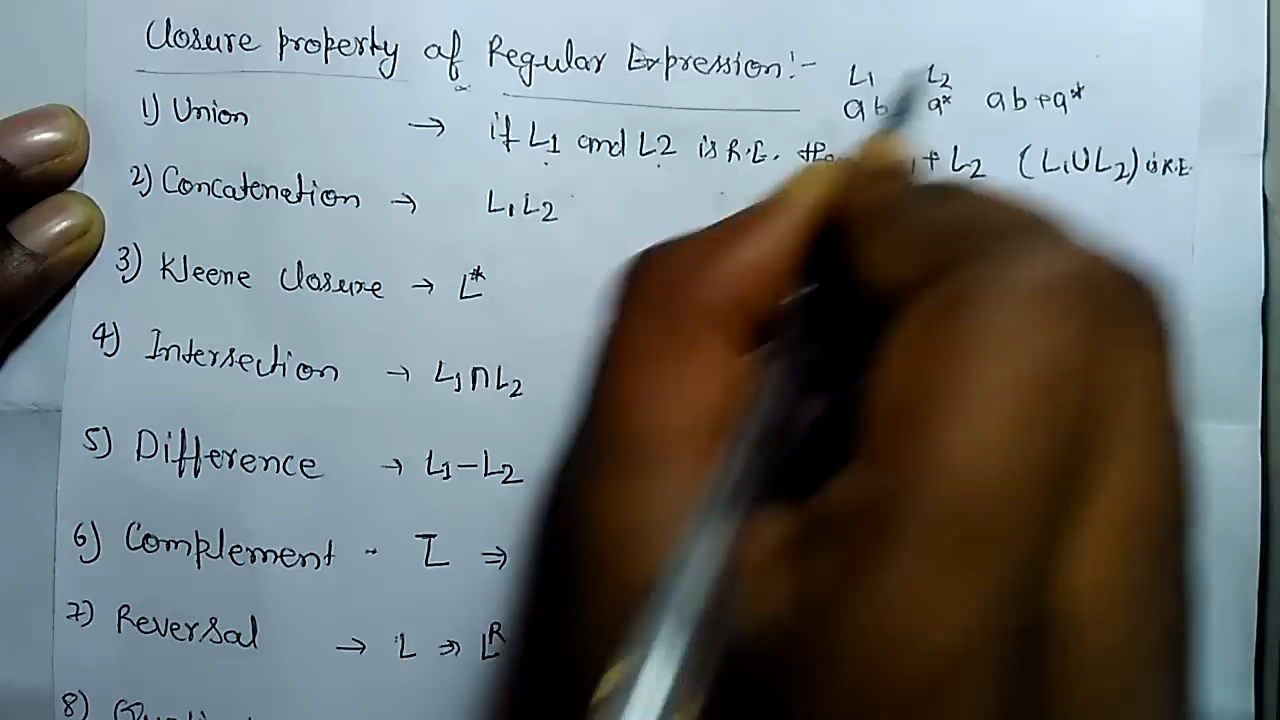 Closure property of Regular Expression:-
L1 L2
ab a* ab+a*
1) Union → if L1 and L2 is R.E. + L2 (L1UL2) is R.E.
2) Concatenation → L1L2
3) Kleene Closure → L*
4) Intersection → L1∩L2
5) Difference → L1-L2
6) Complement - L̅ ⇒
7) Reversal → L ⇒ L^R
8)